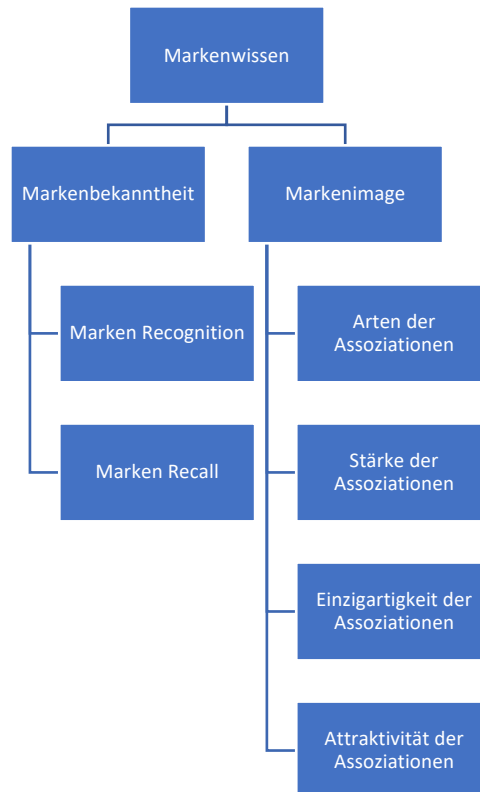 Markenwissen
Markenbekanntheit
Markenimage
Marken Recognition
Marken Recall
Arten der
Assoziationen
Stärke der
Assoziationen
Einzigartigkeit der
Assoziationen
Attraktivität der
Assoziationen